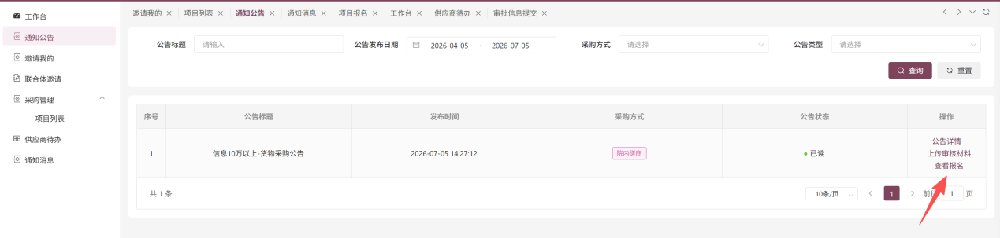 工作台
通知公告
邀请我的
联合体邀请
采购管理
项目列表
供应商待办
通知消息
邀请我的 × 项目列表 × 通知公告 × 通知消息 × 项目报名 × 工作台 × 供应商待办 × 审批信息提交 ×
公告标题 请输入 公告发布日期 2026-04-05 - 2026-07-05 采购方式 请选择 公告类型 请选择
查询 重置
序号 公告标题 发布时间 采购方式 公告状态 操作
1 信息10万以上-货物采购公告 2026-07-05 14:27:12 院内磋商 已读
公告详情
上传审核材料
查看报名
共 1 条 10条/页 1 前往 1 页